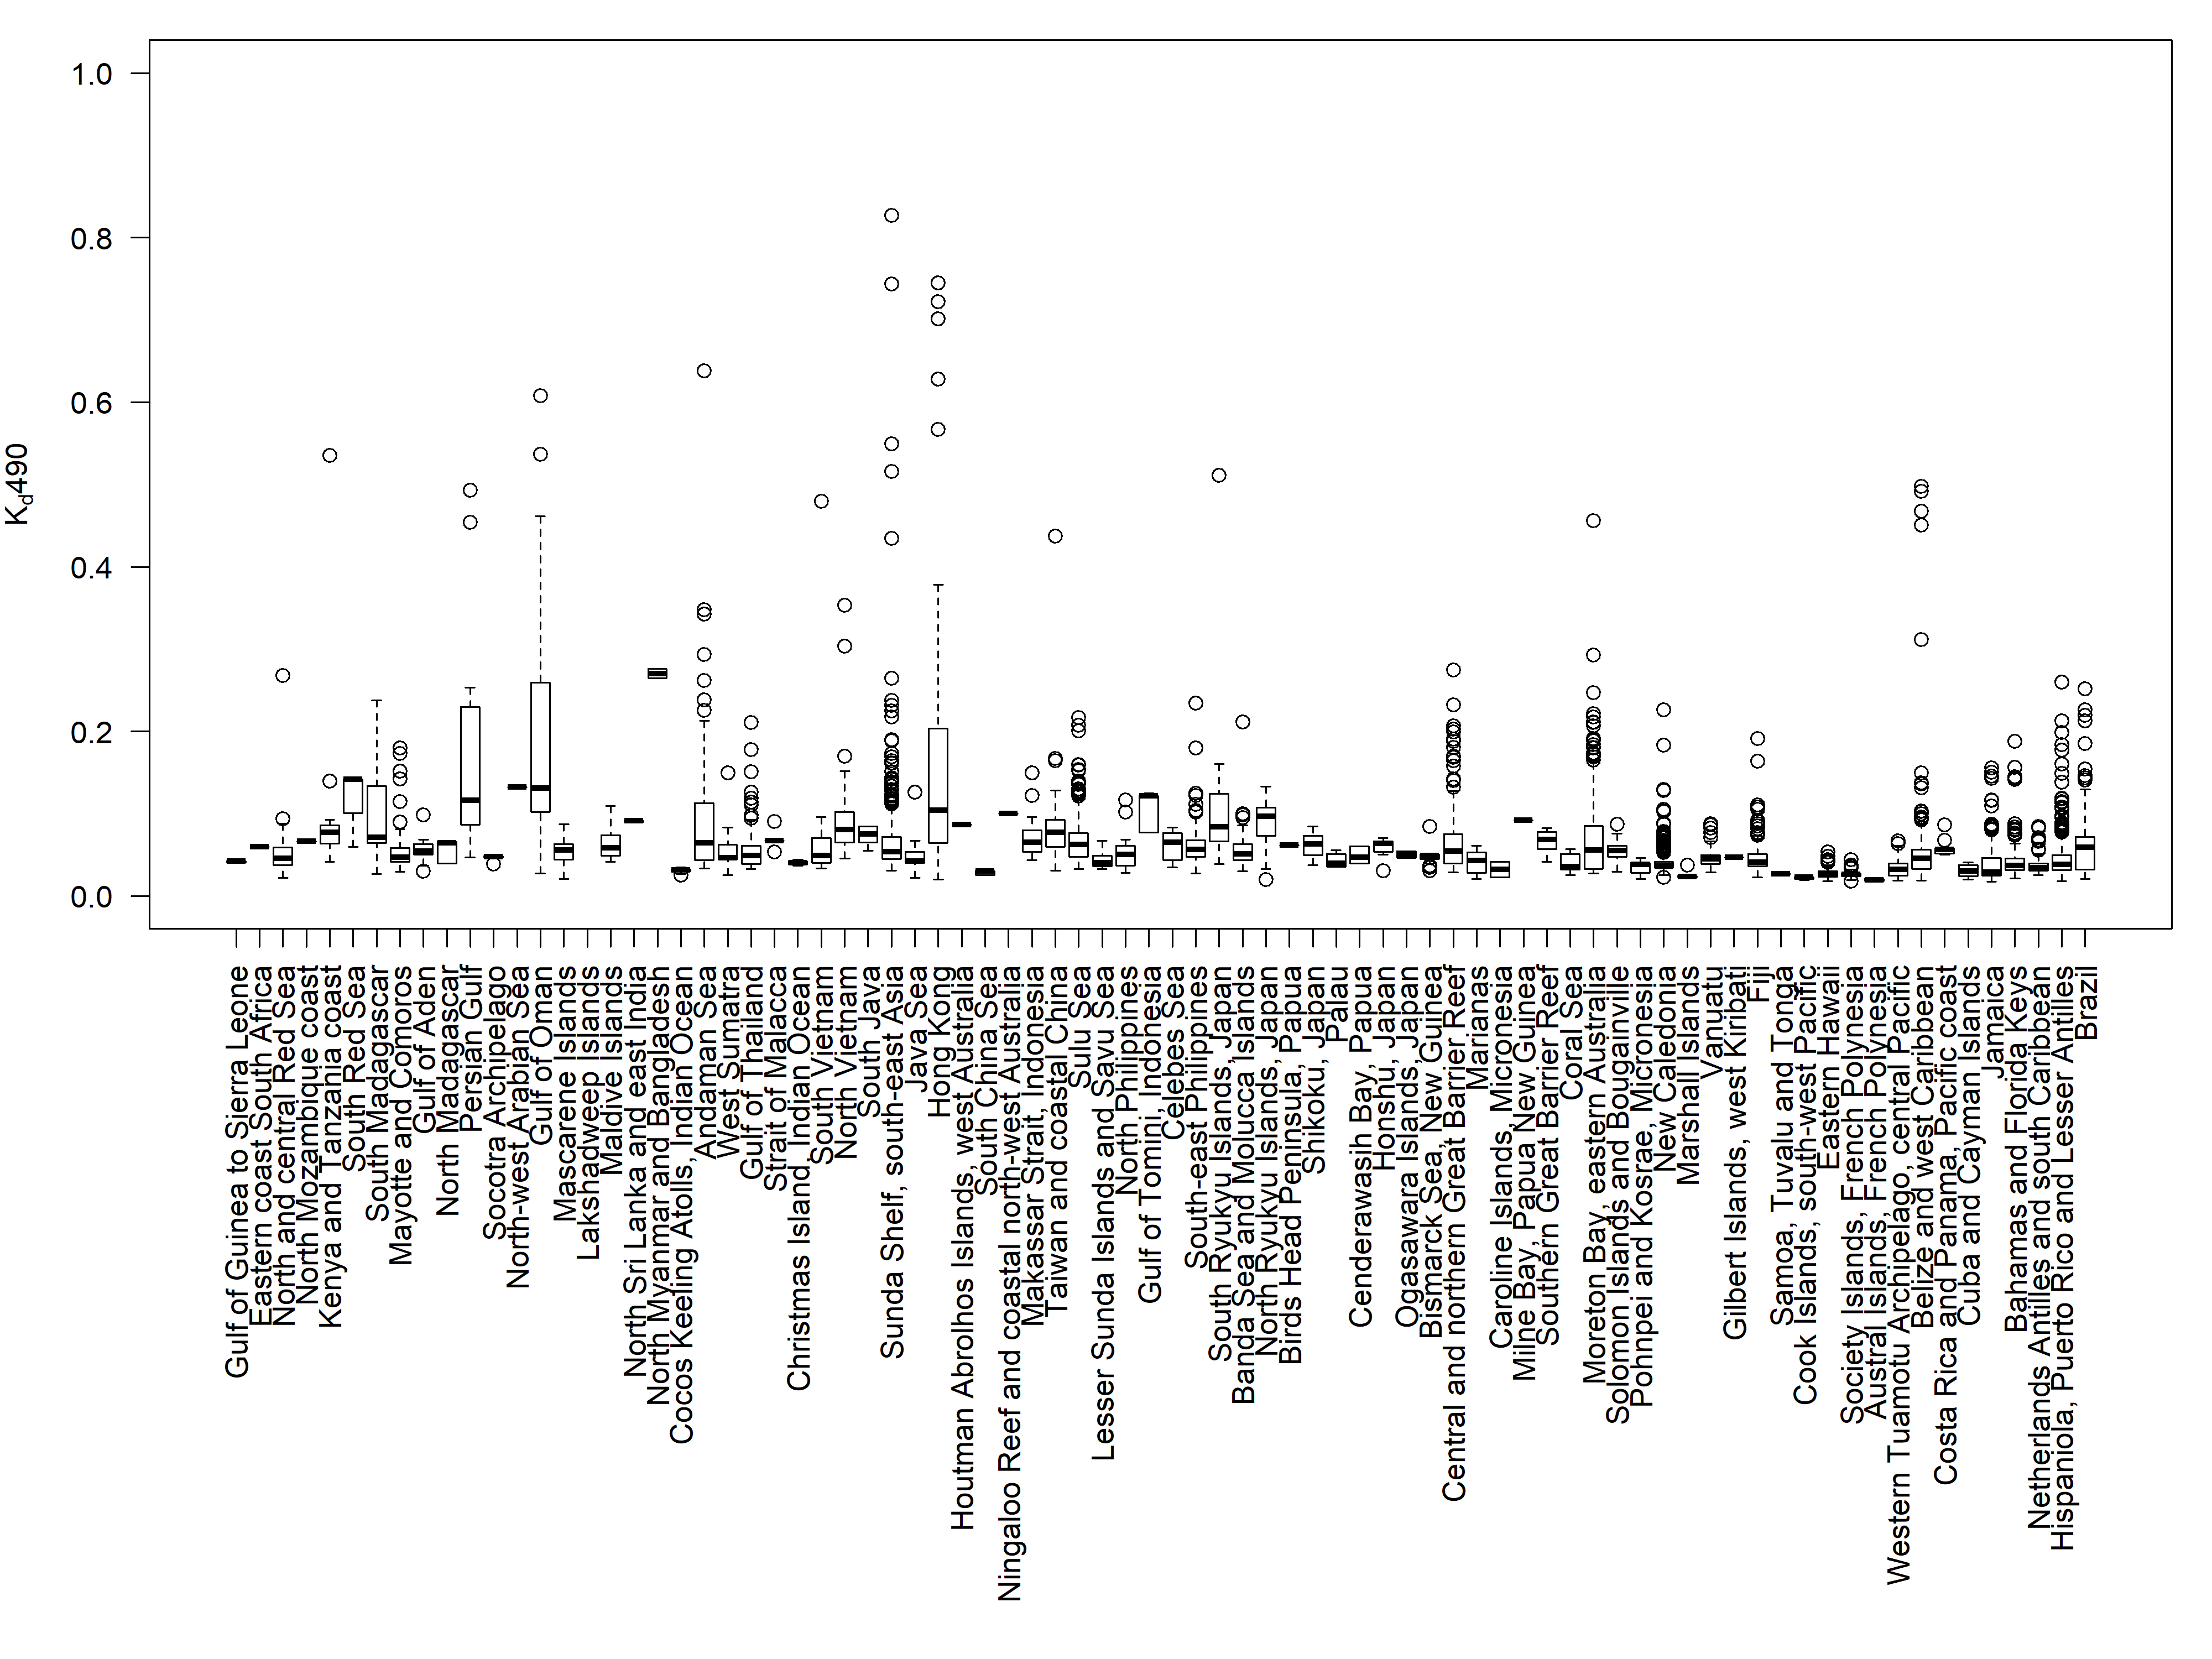 1.0
0.8
0.6
0.4
0.2
0.0
Kd490
Gulf of Guinea to Sierra Leone
Eastern coast South Africa
North and central Red Sea
North Mozambique coast
Kenya and Tanzania coast
South Red Sea
South Madagascar
Mayotte and Comoros
Gulf of Aden
North Madagascar
Persian Gulf
Socotra Archipelago
North-west Arabian Sea
Gulf of Oman
Mascarene Islands
Lakshadweep Islands
Maldive Islands
North Sri Lanka and east India
North Myanmar and Bangladesh
Cocos Keeling Atolls, Indian Ocean
Andaman Sea
West Sumatra
Gulf of Thailand
Strait of Malacca
Christmas Island, Indian Ocean
South Vietnam
North Vietnam
South Java
Sunda Shelf, south-east Asia
Java Sea
Hong Kong
Houtman Abrolhos Islands, west Australia
South China Sea
Ningaloo Reef and coastal north-west Australia
Makassar Strait, Indonesia
Taiwan and coastal China
Sulu Sea
Lesser Sunda Islands and Savu Sea
North Philippines
Gulf of Tomini, Indonesia
Celebes Sea
South-east Philippines
South Ryukyu Islands, Japan
Banda Sea and Molucca Islands
North Ryukyu Islands, Japan
Birds Head Peninsula, Papua
Shikoku, Japan
Palau
Cenderawasih Bay, Papua
Honshu, Japan
Ogasawara Islands, Japan
Bismarck Sea, New Guinea
Central and northern Great Barrier Reef
Marianas
Caroline Islands, Micronesia
Milne Bay, Papua New Guinea
Southern Great Barrier Reef
Coral Sea
Moreton Bay, eastern Australia
Solomon Islands and Bougainville
Pohnpei and Kosrae, Micronesia
New Caledonia
Marshall Islands
Vanuatu
Gilbert Islands, west Kiribati
Fiji
Samoa, Tuvalu and Tonga
Cook Islands, south-west Pacific
Eastern Hawaii
Society Islands, French Polynesia
Austral Islands, French Polynesia
Western Tuamotu Archipelago, central Pacific
Belize and west Caribbean
Costa Rica and Panama, Pacific coast
Cuba and Cayman Islands
Jamaica
Bahamas and Florida Keys
Netherlands Antilles and south Caribbean
Hispaniola, Puerto Rico and Lesser Antilles
Brazil